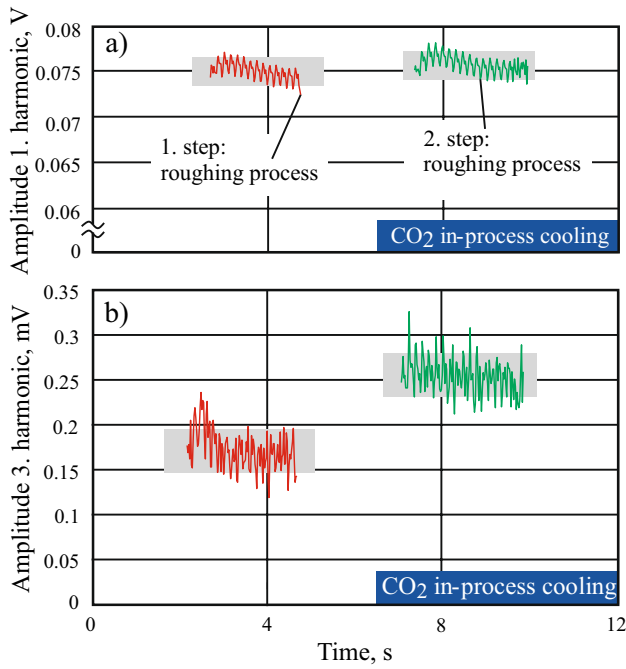 a)
Amplitude 1. harmonic, V
0.08
0.075
0.07
0.065
0.06
0
1. step:
roughing process
2. step:
roughing process
CO₂ in-process cooling
b)
Amplitude 3. harmonic, mV
0.35
0.3
0.25
0.2
0.15
0.1
0.05
0
CO₂ in-process cooling
0 4 8 12
Time, s